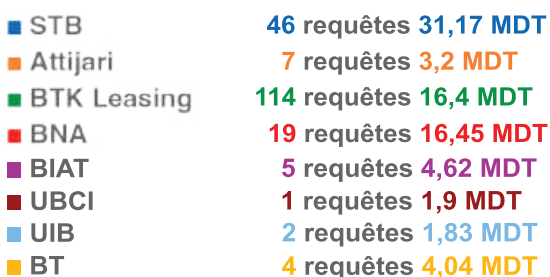 STB 46 requêtes 31,17 MDT
Attijari 7 requêtes 3,2 MDT
BTK Leasing 114 requêtes 16,4 MDT
BNA 19 requêtes 16,45 MDT
BIAT 5 requêtes 4,62 MDT
UBCI 1 requêtes 1,9 MDT
UIB 2 requêtes 1,83 MDT
BT 4 requêtes 4,04 MDT